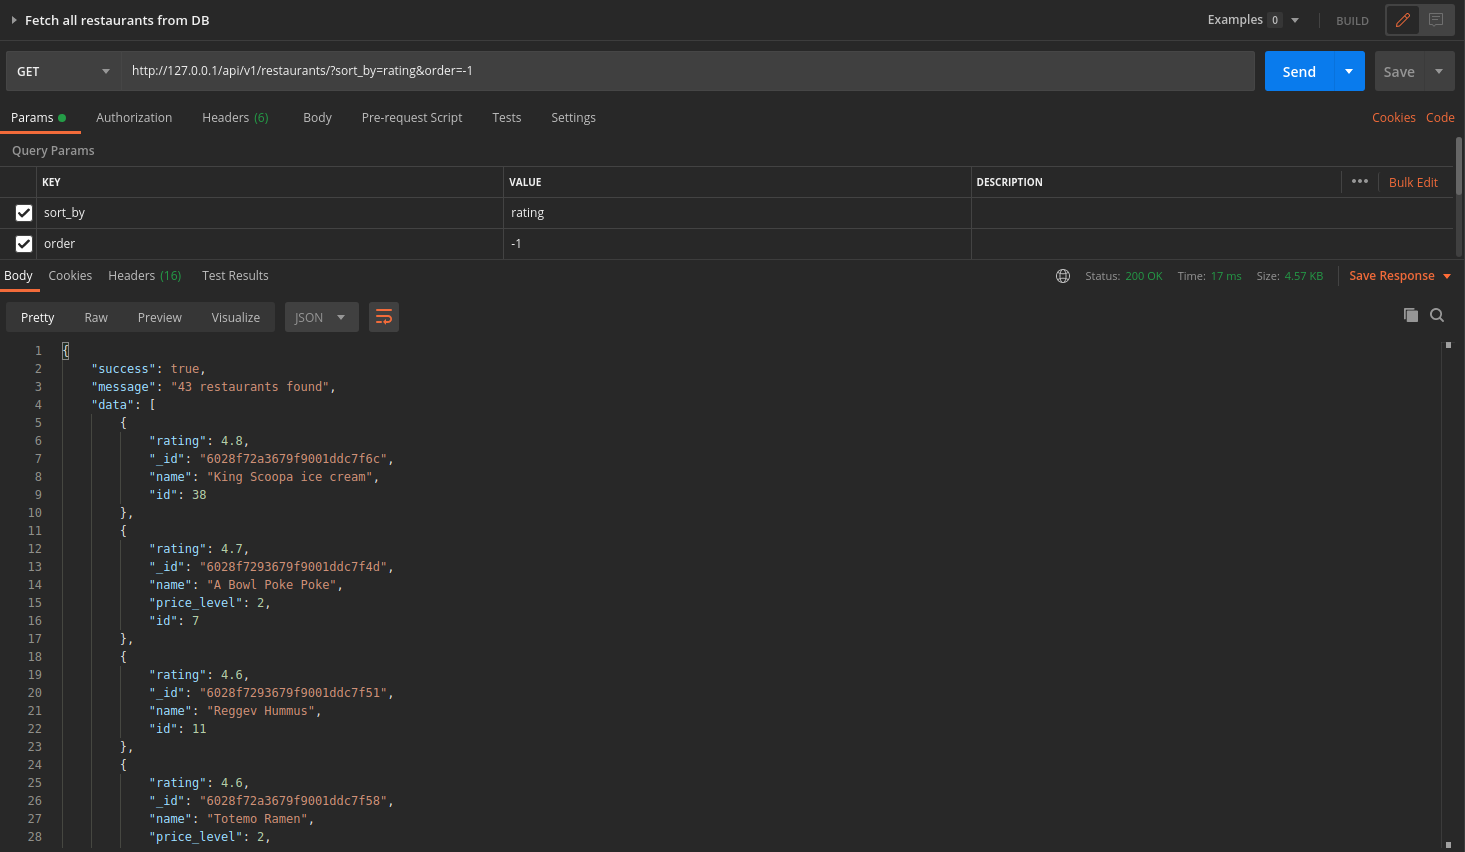 Fetch all restaurants from DB
Examples 0
BUILD
GET
http://127.0.0.1/api/v1/restaurants/?sort_by=rating&order=-1
Send
Save
Params Authorization Headers (6) Body Pre-request Script Tests Settings
Cookies Code
Query Params
KEY VALUE DESCRIPTION ••• Bulk Edit
sort_by rating
order -1
Body Cookies Headers (16) Test Results
Status: 200 OK Time: 17 ms Size: 4.57 KB Save Response
Pretty Raw Preview Visualize JSON
1 {
2 "success": true,
3 "message": "43 restaurants found",
4 "data": [
5 {
6 "rating": 4.8,
7 "_id": "6028f72a3679f9001ddc7f6c",
8 "name": "King Scoopa ice cream",
9 "id": 38
10 },
11 {
12 "rating": 4.7,
13 "_id": "6028f7293679f9001ddc7f4d",
14 "name": "A Bowl Poke Poke",
15 "price_level": 2,
16 "id": 7
17 },
18 {
19 "rating": 4.6,
20 "_id": "6028f7293679f9001ddc7f51",
21 "name": "Reggev Hummus",
22 "id": 11
23 },
24 {
25 "rating": 4.6,
26 "_id": "6028f72a3679f9001ddc7f58",
27 "name": "Totemo Ramen",
28 "price_level": 2,